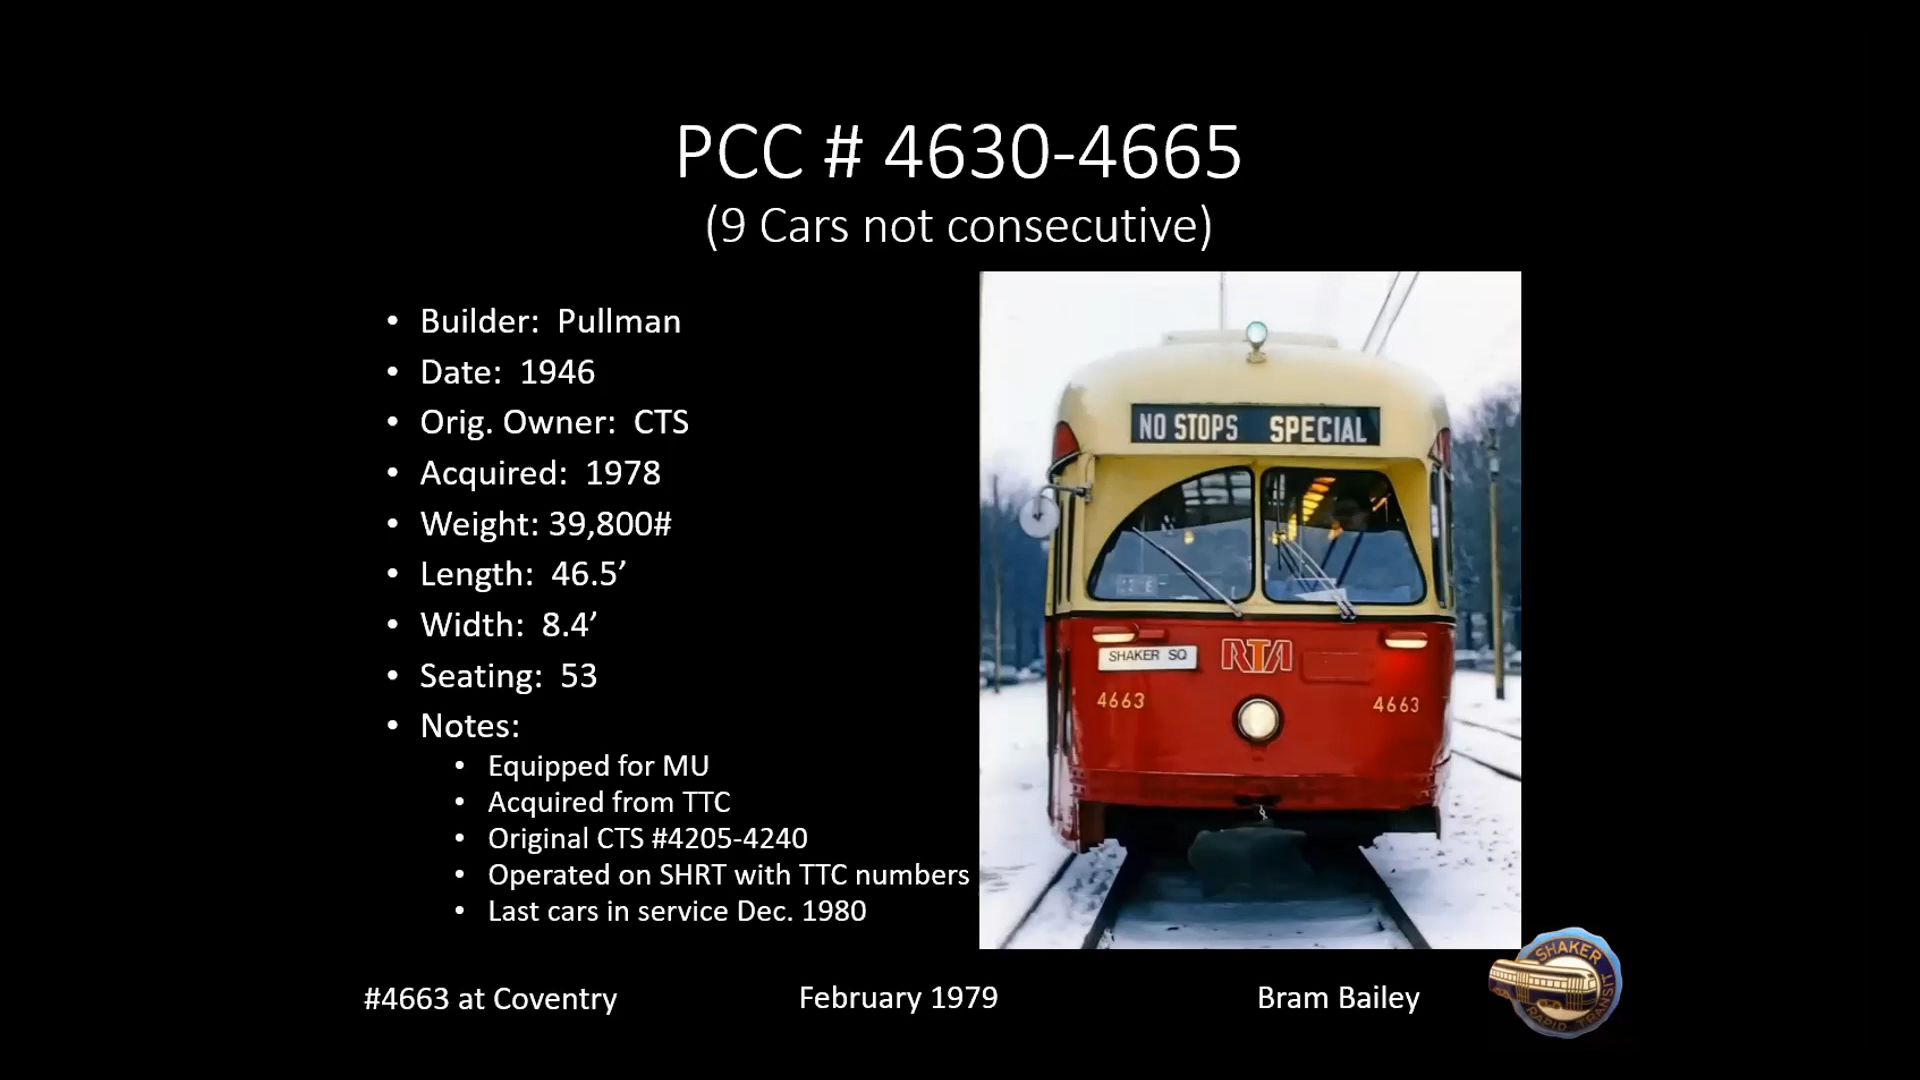 PCC # 4630-4665
(9 Cars not consecutive)
• Builder: Pullman
• Date: 1946
• Orig. Owner: CTS
• Acquired: 1978
• Weight: 39,800#
• Length: 46.5’
• Width: 8.4’
• Seating: 53
• Notes:
• Equipped for MU
• Acquired from TTC
• Original CTS #4205-4240
• Operated on SHRT with TTC numbers
• Last cars in service Dec. 1980
NO STOPS SPECIAL
SHAKER SQ
RTA
4663
4663
#4663 at Coventry
February 1979
Bram Bailey
SHAKER
RAPID TRANSIT